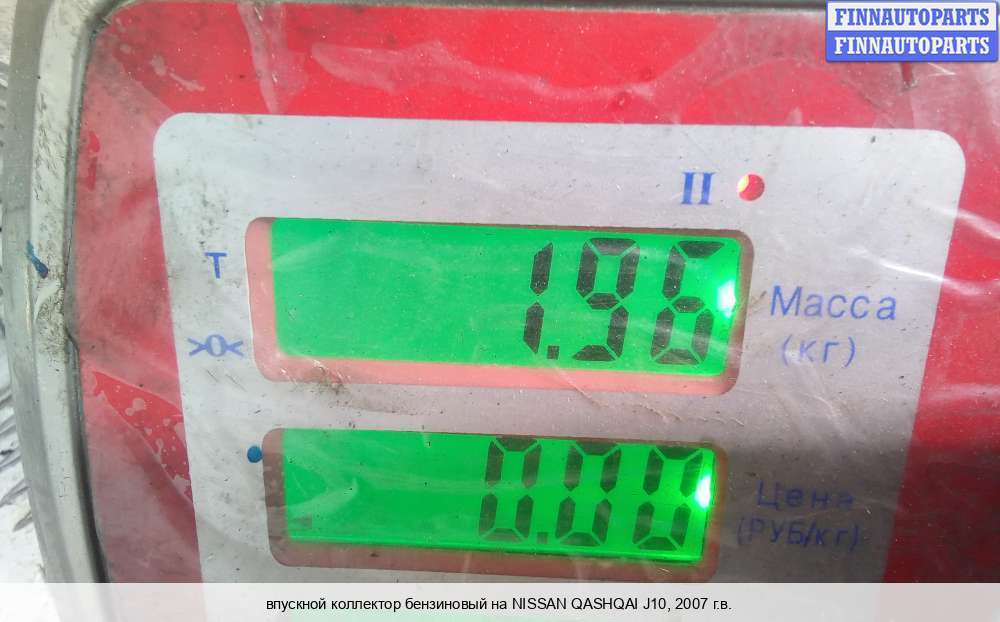 FINNAUTOPARTS
FINNAUTOPARTS
II
T
1.96
Масса
(кг)
>0<
0.00
Цена
(РУБ/кг)
впускной коллектор бензиновый на NISSAN QASHQAI J10, 2007 г.в.